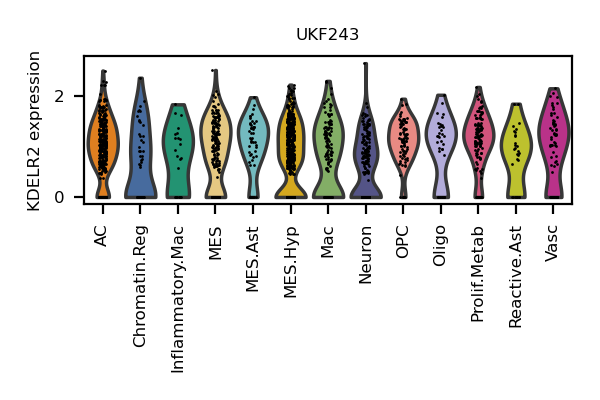 UKF243
KDELR2 expression
2
0
AC
Chromatin.Reg
Inflammatory.Mac
MES
MES.Ast
MES.Hyp
Mac
Neuron
OPC
Oligo
Prolif.Metab
Reactive.Ast
Vasc